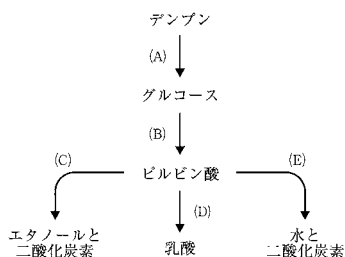 デンプン
(A)
グルコース
(B)
(C)
ピルビン酸
(E)
(D)
エタノールと
二酸化炭素
乳酸
水と
二酸化炭素